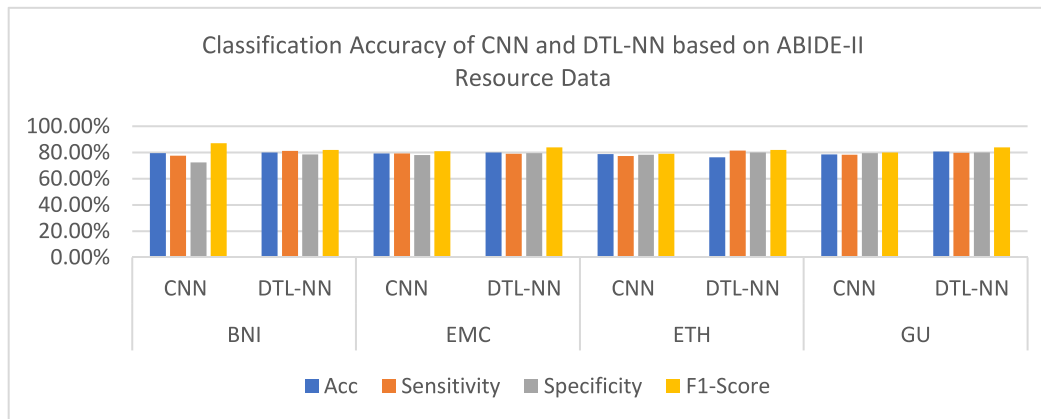 Classification Accuracy of CNN and DTL-NN based on ABIDE-II
Resource Data
100.00%
80.00%
60.00%
40.00%
20.00%
0.00%
CNN DTL-NN CNN DTL-NN CNN DTL-NN CNN DTL-NN
BNI EMC ETH GU
Acc Sensitivity Specificity F1-Score